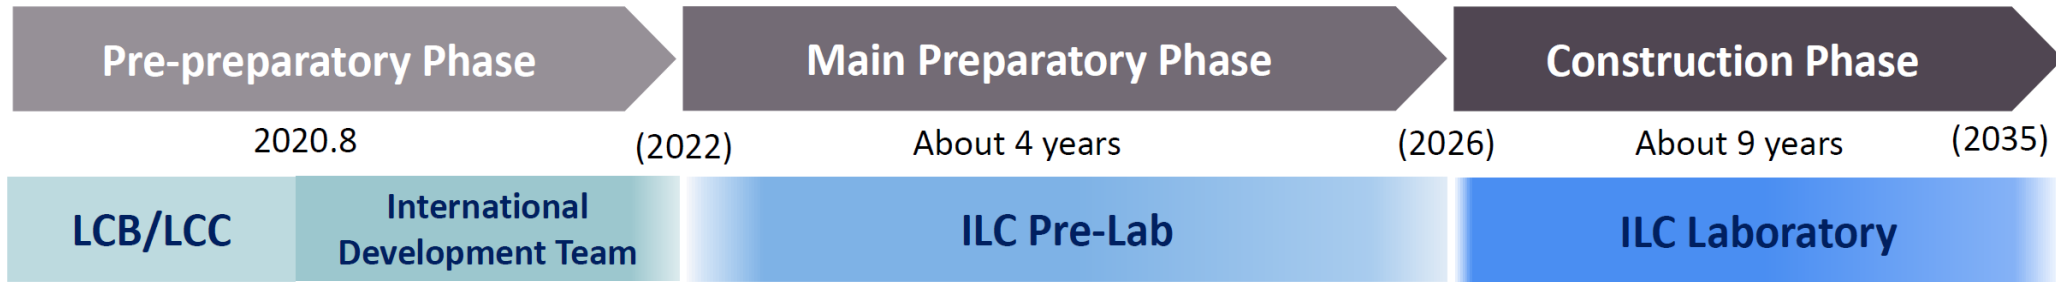 Pre-preparatory Phase
Main Preparatory Phase
Construction Phase
2020.8
(2022)
About 4 years
(2026)
About 9 years
(2035)
LCB/LCC
International
Development Team
ILC Pre-Lab
ILC Laboratory